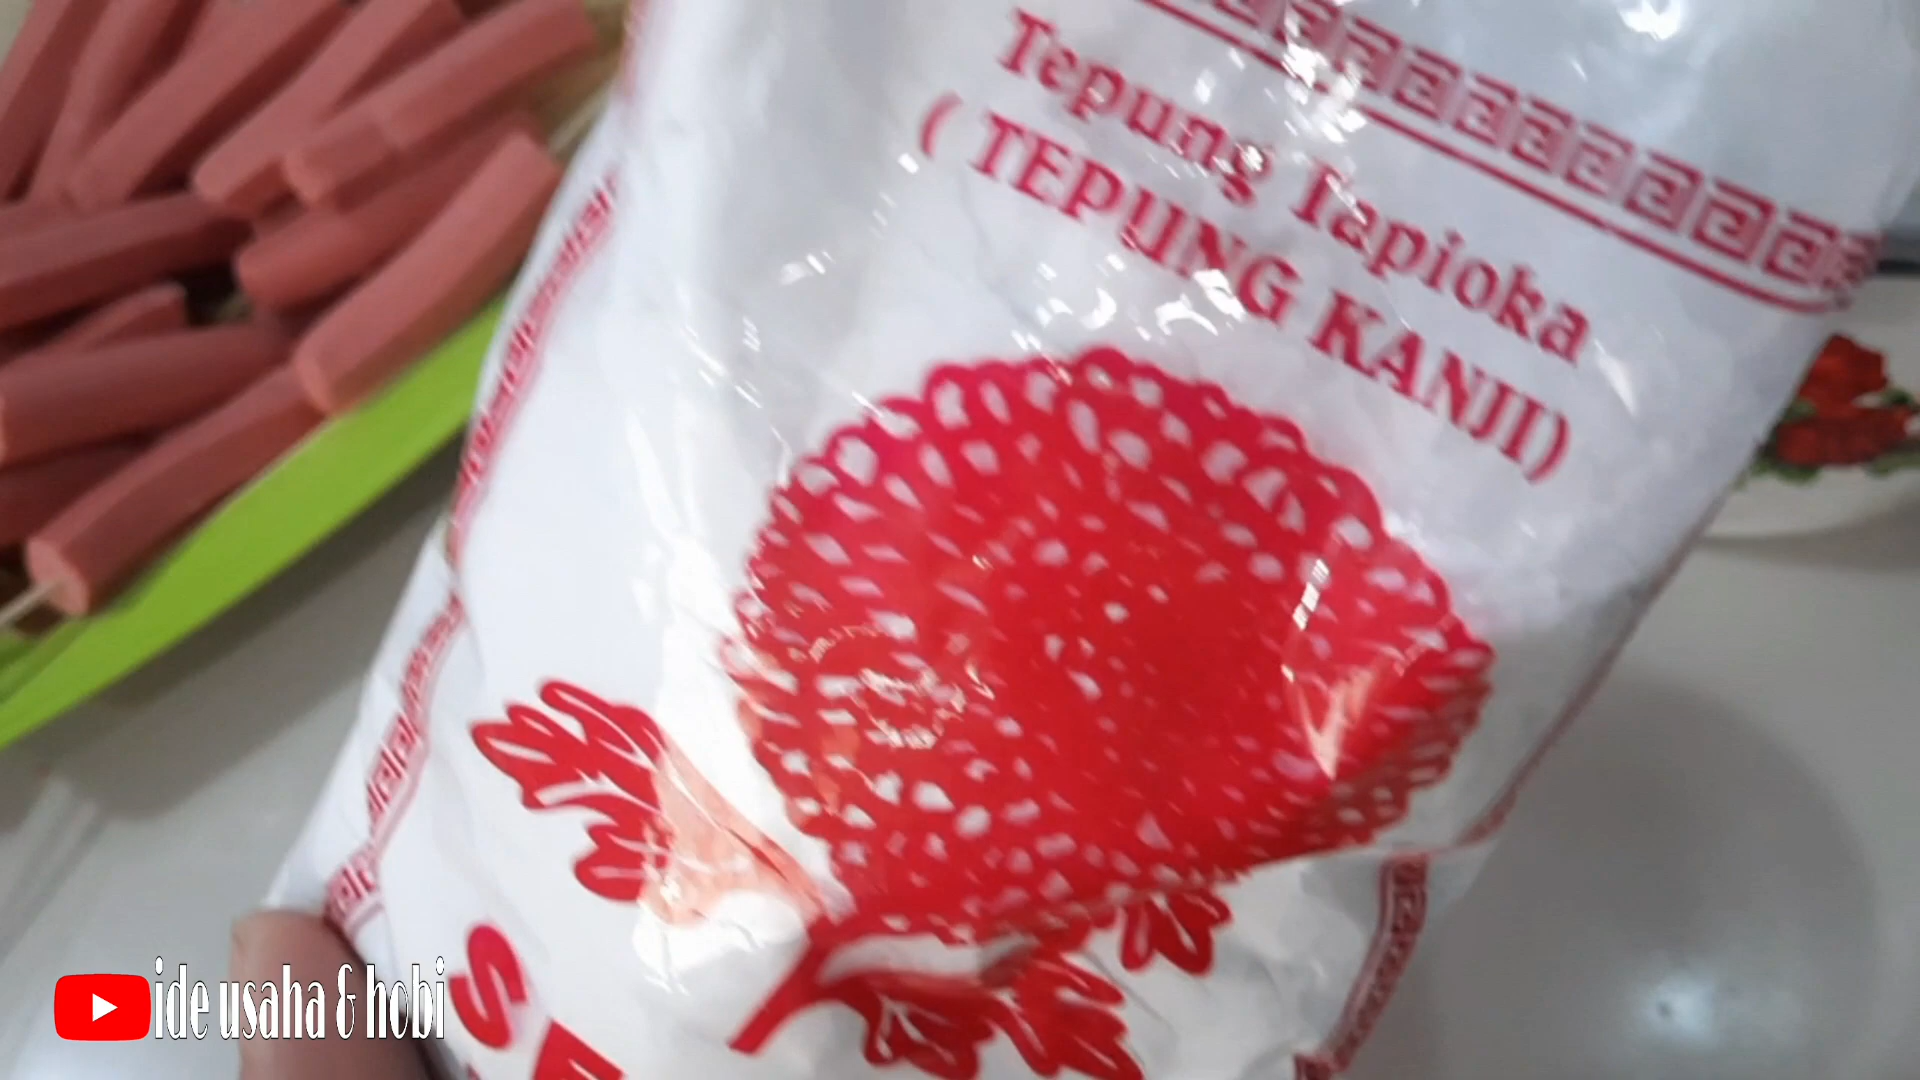 Tepung Tapioka
( TEPUNG KANJI)
ide usaha & hobi